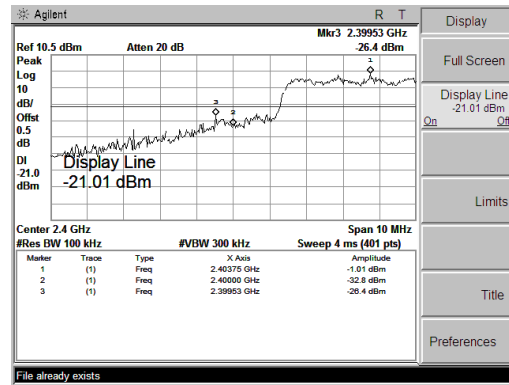 Agilent R T
Mkr3 2.39953 GHz
Ref 10.5 dBm Atten 20 dB -26.4 dBm
Peak
Log
10
dB/
Offst
0.5
dB
DI
-21.0
dBm
1
3
2
Display Line
-21.01 dBm
Center 2.4 GHz Span 10 MHz
#Res BW 100 kHz #VBW 300 kHz Sweep 4 ms (401 pts)
Marker Trace Type X Axis Amplitude
1 (1) Freq 2.40375 GHz -1.01 dBm
2 (1) Freq 2.40000 GHz -32.8 dBm
3 (1) Freq 2.39953 GHz -26.4 dBm
File already exists
Display
Full Screen
Display Line
-21.01 dBm
On Off
Limits
Title
Preferences